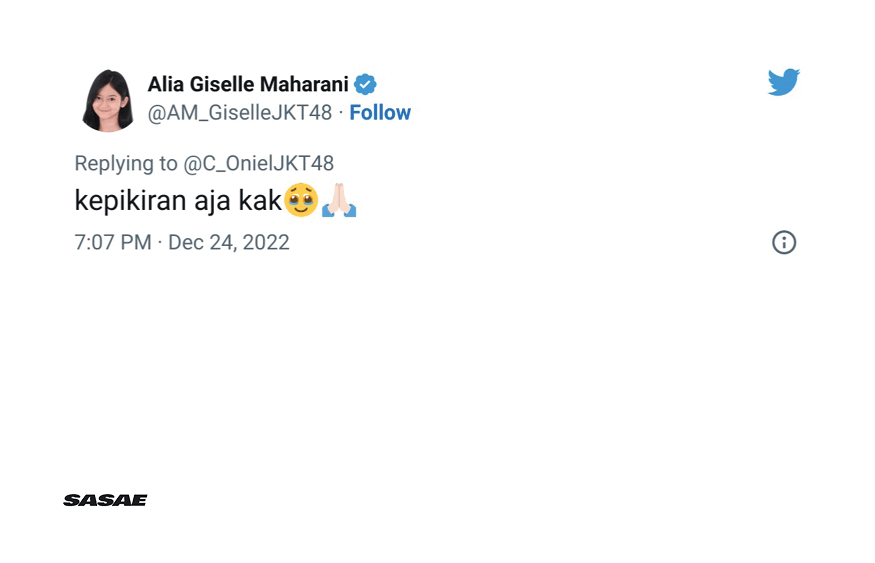 Alia Giselle Maharani
@AM_GiselleJKT48 · Follow
Replying to @C_OnielJKT48
kepikiran aja kak🥹🙏🏻
7:07 PM · Dec 24, 2022
SASAE